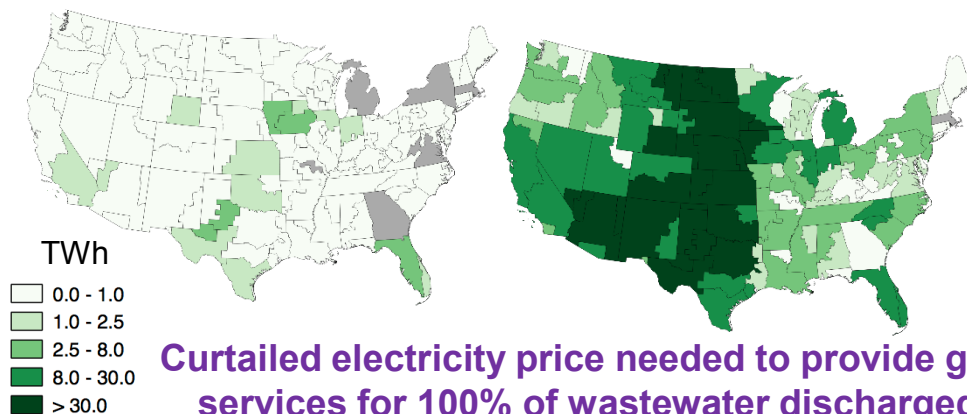 TWh
0.0 - 1.0
1.0 - 2.5
2.5 - 8.0
8.0 - 30.0
> 30.0
Curtailed electricity price needed to provide g
services for 100% of wastewater discharged